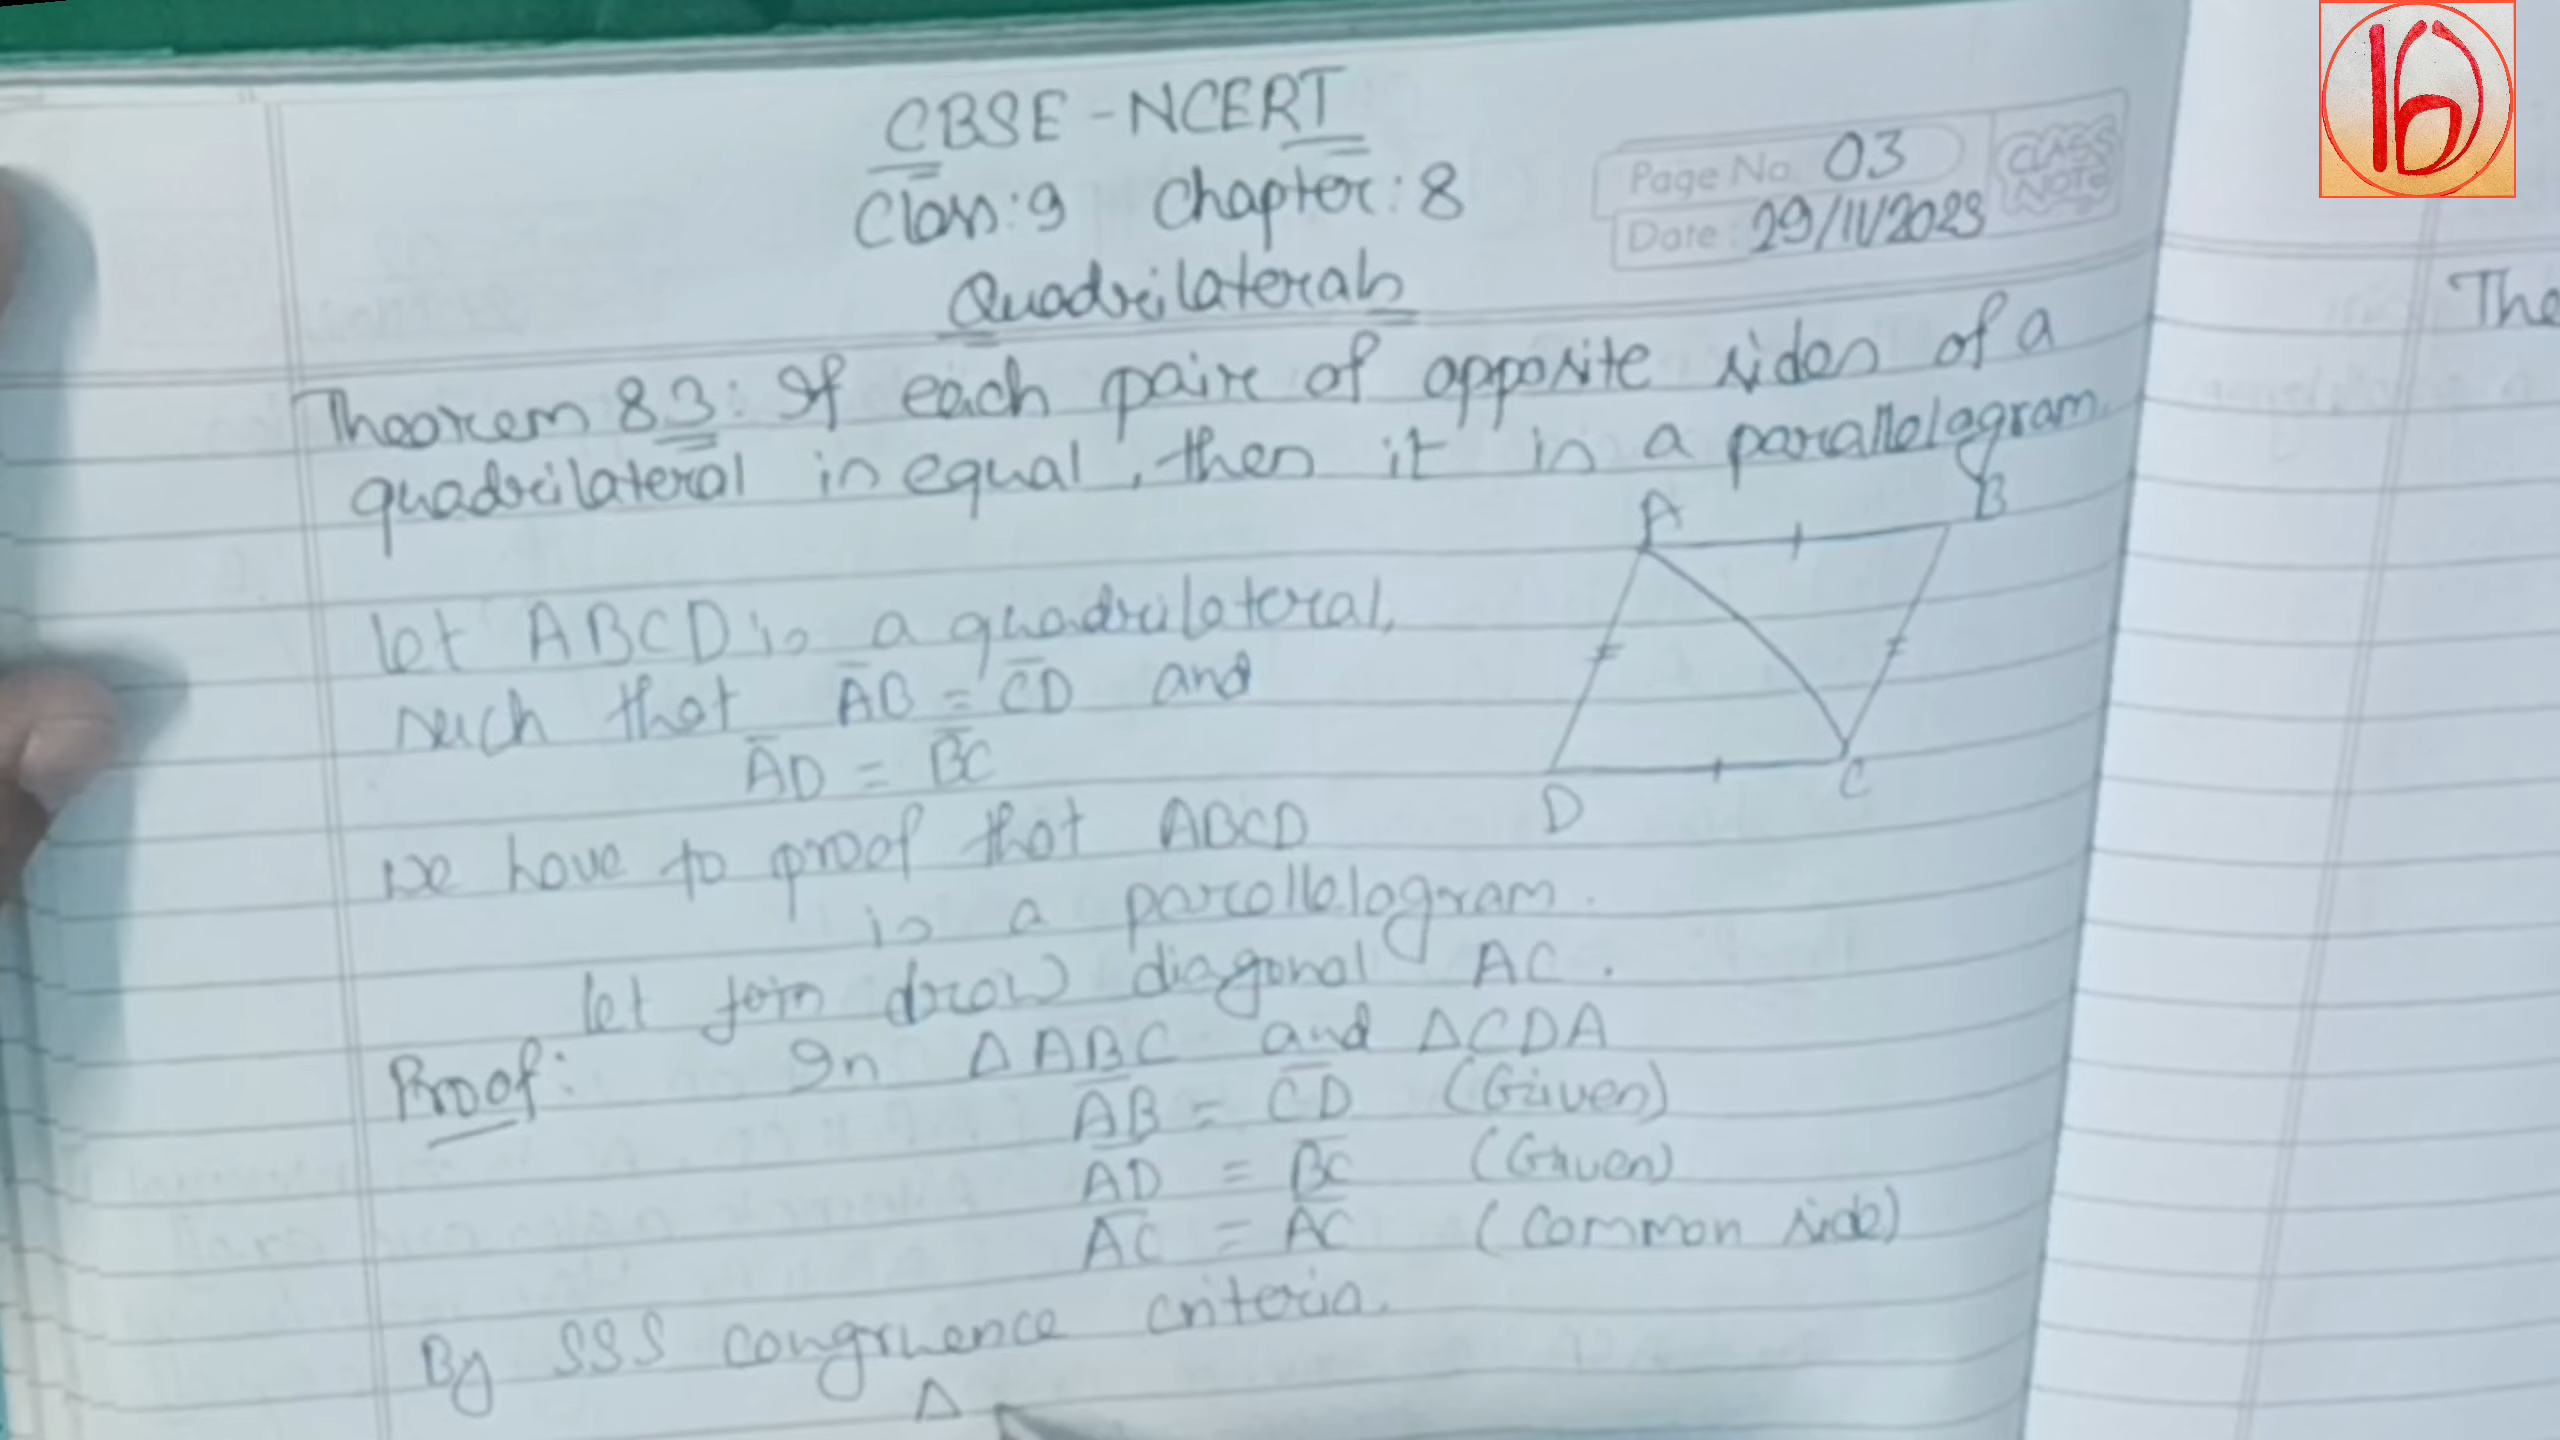 CBSE - NCERT
Class: 9 Chapter: 8
Page No. 03
CLASS NOTE
Date: 29/11/2023
Quadrilaterals
The
Theorem 8.3: If each pair of opposite sides of a
quadrilateral is equal, then it is a parallelogram.
A B
D C
let ABCD is a quadrilateral,
such that AB = CD and
AD = BC
we have to proof that ABCD
is a parallelogram.
let join draw diagonal AC.
Proof: In ΔABC and ΔCDA
AB = CD (Given)
AD = BC (Given)
AC = AC (Common side)
By SSS congruence criteria.
Δ